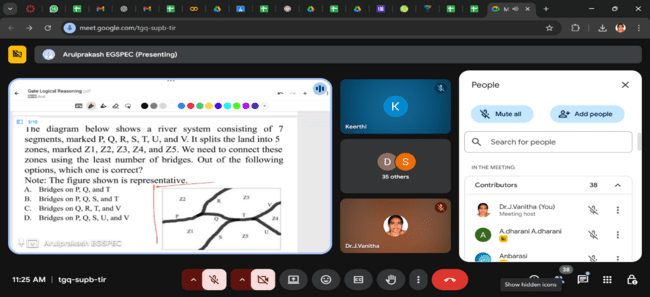 meet.google.com/tgq-supb-tir
Arulprakash EGSPEC (Presenting)
Gate Logical Reasoning
2/16
The diagram below shows a river system consisting of 7
segments, marked P, Q, R, S, T, U, and V. It splits the land into 5
zones, marked Z1, Z2, Z3, Z4, and Z5. We need to connect these
zones using the least number of bridges. Out of the following
options, which one is correct?
Note: The figure shown is representative.
A. Bridges on P, Q, and T
B. Bridges on P, Q, S, and T
C. Bridges on Q, R, T, and V
D. Bridges on P, Q, S, U, and V
Z2
R
Z3
V
P
Q
T
Z1
S
Z5
U
Z4
Arulprakash EGSPEC
K
Keerthi
D S
35 others
Dr.J.Vanitha
People
Mute all
Add people
Search for people
IN THE MEETING
Contributors 38
Dr.J.Vanitha (You)
Meeting host
A A.dharani A.dharani
Anbarasi
11:25 AM | tgq-supb-tir
38
Show hidden icons